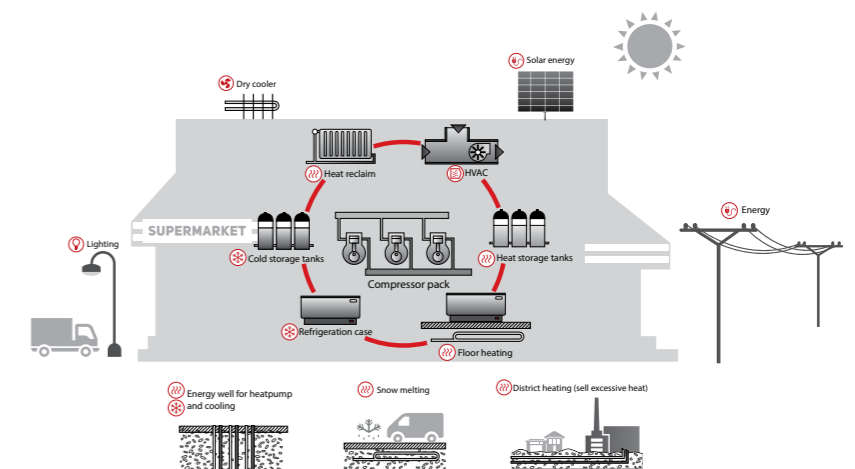 Solar energy
Dry cooler
Heat reclaim
HVAC
SUPERMARKET
Energy
Lighting
Cold storage tanks
Heat storage tanks
Compressor pack
Refrigeration case
Floor heating
Energy well for heatpump
and cooling
Snow melting
District heating (sell excessive heat)